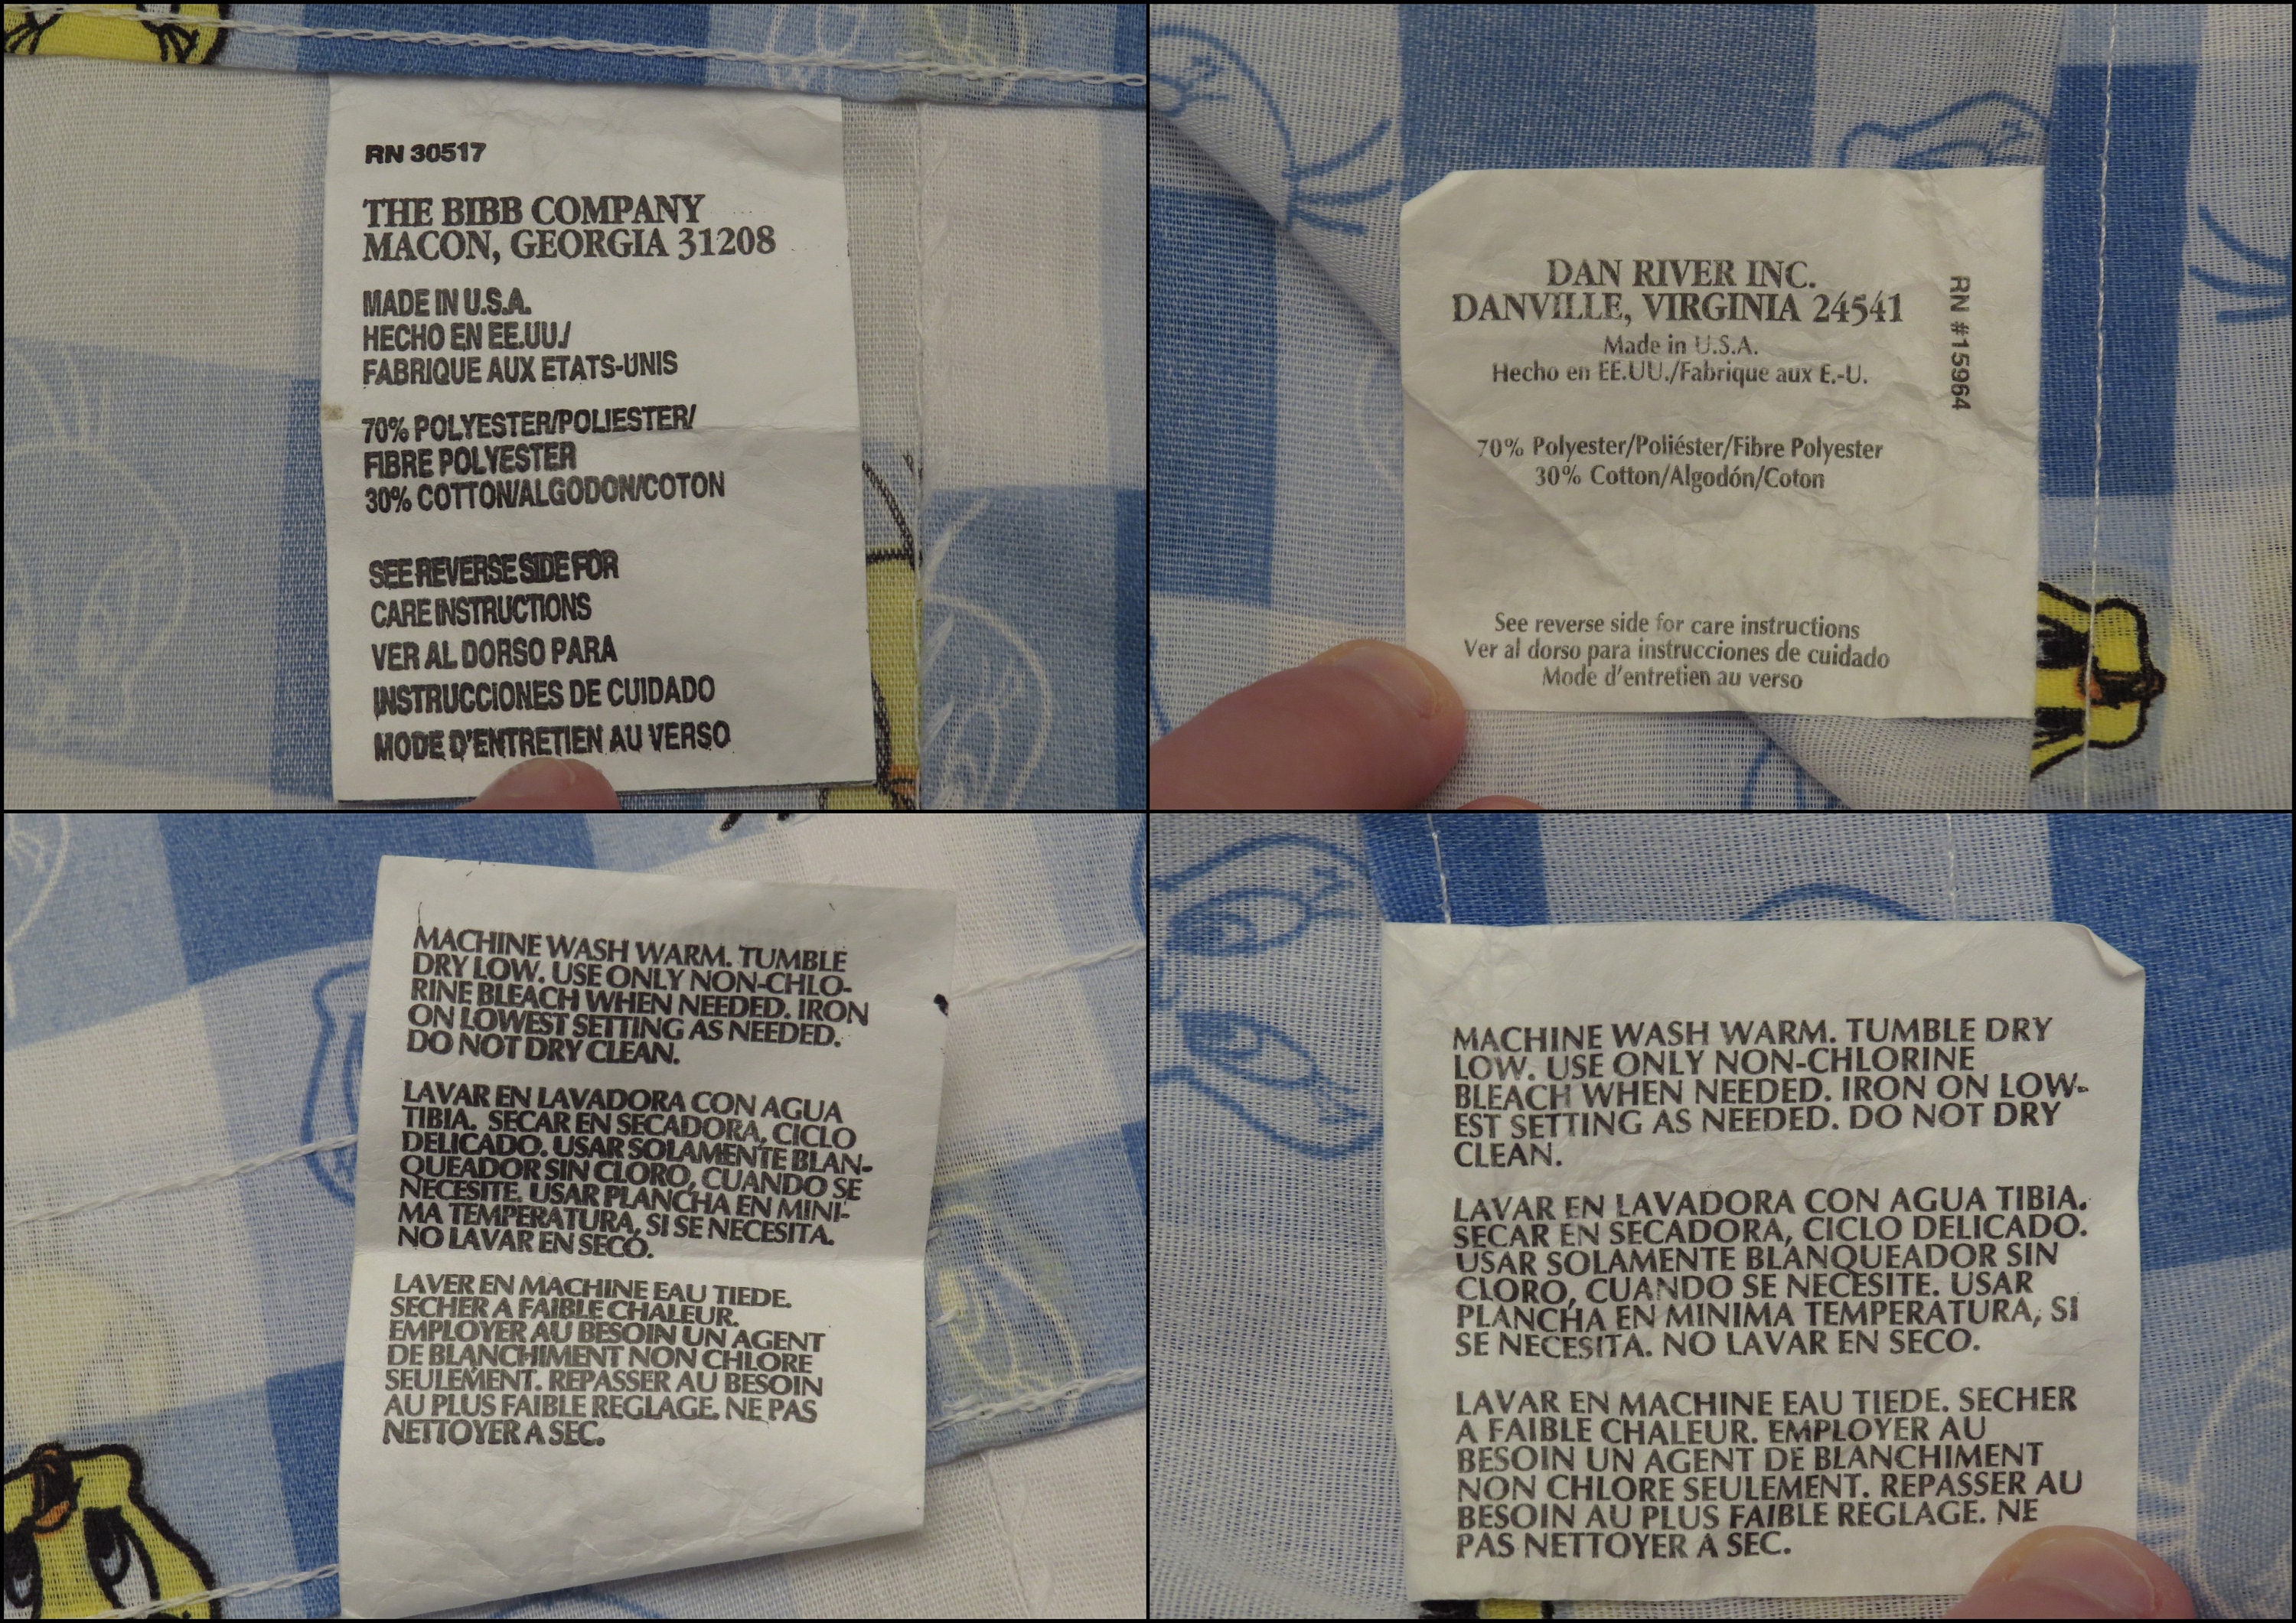 RN 30517
THE BIBB COMPANY
MACON, GEORGIA 31208
MADE IN U.S.A.
HECHO EN EE.UU./
FABRIQUE AUX ETATS-UNIS
70% POLYESTER/POLIESTER/
FIBRE POLYESTER
30% COTTON/ALGODON/COTON
SEE REVERSE SIDE FOR
CARE INSTRUCTIONS
VER AL DORSO PARA
INSTRUCCIONES DE CUIDADO
MODE D'ENTRETIEN AU VERSO
DAN RIVER INC.
DANVILLE, VIRGINIA 24541
Made in U.S.A.
Hecho en EE.UU./Fabrique aux E.-U.
70% Polyester/Poliéster/Fibre Polyester
30% Cotton/Algodón/Coton
See reverse side for care instructions
Ver al dorso para instrucciones de cuidado
Mode d'entretien au verso
RN #15964
MACHINE WASH WARM. TUMBLE
DRY LOW. USE ONLY NON-CHLO-
RINE BLEACH WHEN NEEDED. IRON
ON LOWEST SETTING AS NEEDED.
DO NOT DRY CLEAN.
LAVAR EN LAVADORA CON AGUA
TIBIA. SECAR EN SECADORA, CICLO
DELICADO. USAR SOLAMENTE BLAN-
QUEADOR SIN CLORO, CUANDO SE
NECESITE. USAR PLANCHA EN MINI-
MA TEMPERATURA, SI SE NECESITA.
NO LAVAR EN SECO.
LAVER EN MACHINE EAU TIEDE.
SECHER A FAIBLE CHALEUR.
EMPLOYER AU BESOIN UN AGENT
DE BLANCHIMENT NON CHLORE
SEULEMENT. REPASSER AU BESOIN
AU PLUS FAIBLE REGLAGE. NE PAS
NETTOYER A SEC.
MACHINE WASH WARM. TUMBLE DRY
LOW. USE ONLY NON-CHLORINE
BLEACH WHEN NEEDED. IRON ON LOW-
EST SETTING AS NEEDED. DO NOT DRY
CLEAN.
LAVAR EN LAVADORA CON AGUA TIBIA.
SECAR EN SECADORA, CICLO DELICADO.
USAR SOLAMENTE BLANQUEADOR SIN
CLORO, CUANDO SE NECESITE. USAR
PLANCHA EN MINIMA TEMPERATURA, SI
SE NECESITA. NO LAVAR EN SECO.
LAVAR EN MACHINE EAU TIEDE. SECHER
A FAIBLE CHALEUR. EMPLOYER AU
BESOIN UN AGENT DE BLANCHIMENT
NON CHLORE SEULEMENT. REPASSER AU
BESOIN AU PLUS FAIBLE REGLAGE. NE
PAS NETTOYER A SEC.